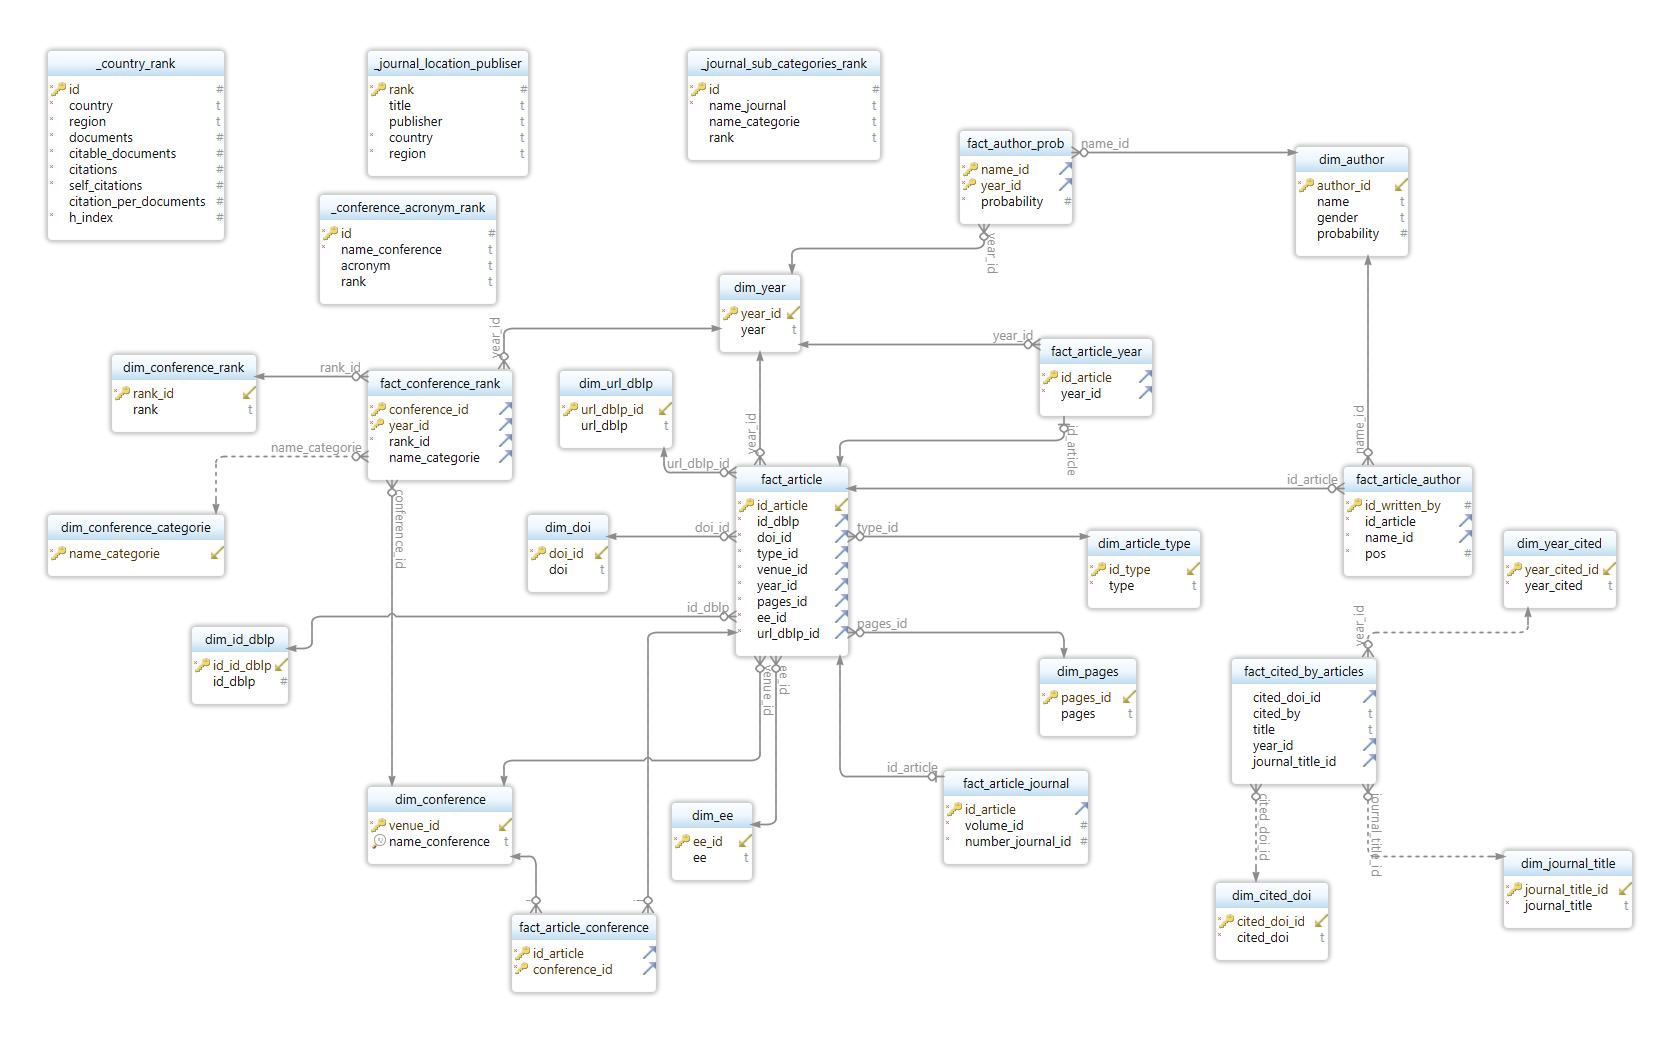 _country_rank
id #
country t
region t
documents #
citable_documents #
citations #
self_citations #
citation_per_documents #
h_index #
_journal_location_publiser
rank #
title t
publisher t
country t
region t
_journal_sub_categories_rank
id #
name_journal t
name_categorie t
rank t
_conference_acronym_rank
id #
name_conference t
acronym t
rank t
fact_author_prob
name_id
year_id
probability #
name_id
year_id
dim_author
author_id
name t
gender t
probability #
dim_year
year_id
year t
year_id
fact_article_year
id_article
year_id
id_article
year_id
rank_id
dim_conference_rank
rank_id
rank t
fact_conference_rank
conference_id
year_id
rank_id
name_categorie
name_categorie
conference_id
dim_conference_categorie
name_categorie
dim_url_dblp
url_dblp_id
url_dblp t
url_dblp_id
year_id
fact_article
id_article
id_dblp
doi_id
type_id
venue_id
year_id
pages_id
ee_id
url_dblp_id
name_id
id_article
fact_article_author
id_written_by #
id_article
name_id
pos #
dim_doi
doi_id
doi t
doi_id
type_id
dim_article_type
id_type
type t
dim_year_cited
year_cited_id
year_cited t
id_dblp
dim_id_dblp
id_id_dblp
id_dblp #
pages_id
dim_pages
pages_id
pages t
year_id
fact_cited_by_articles
cited_doi_id
cited_by t
title t
year_id
journal_title_id
venue_id
ee_id
id_article
fact_article_journal
id_article
volume_id #
number_journal_id #
dim_conference
venue_id
name_conference t
dim_ee
ee_id
ee t
cited_doi_id
journal_title_id
dim_journal_title
journal_title_id
journal_title t
dim_cited_doi
cited_doi_id
cited_doi t
fact_article_conference
id_article
conference_id